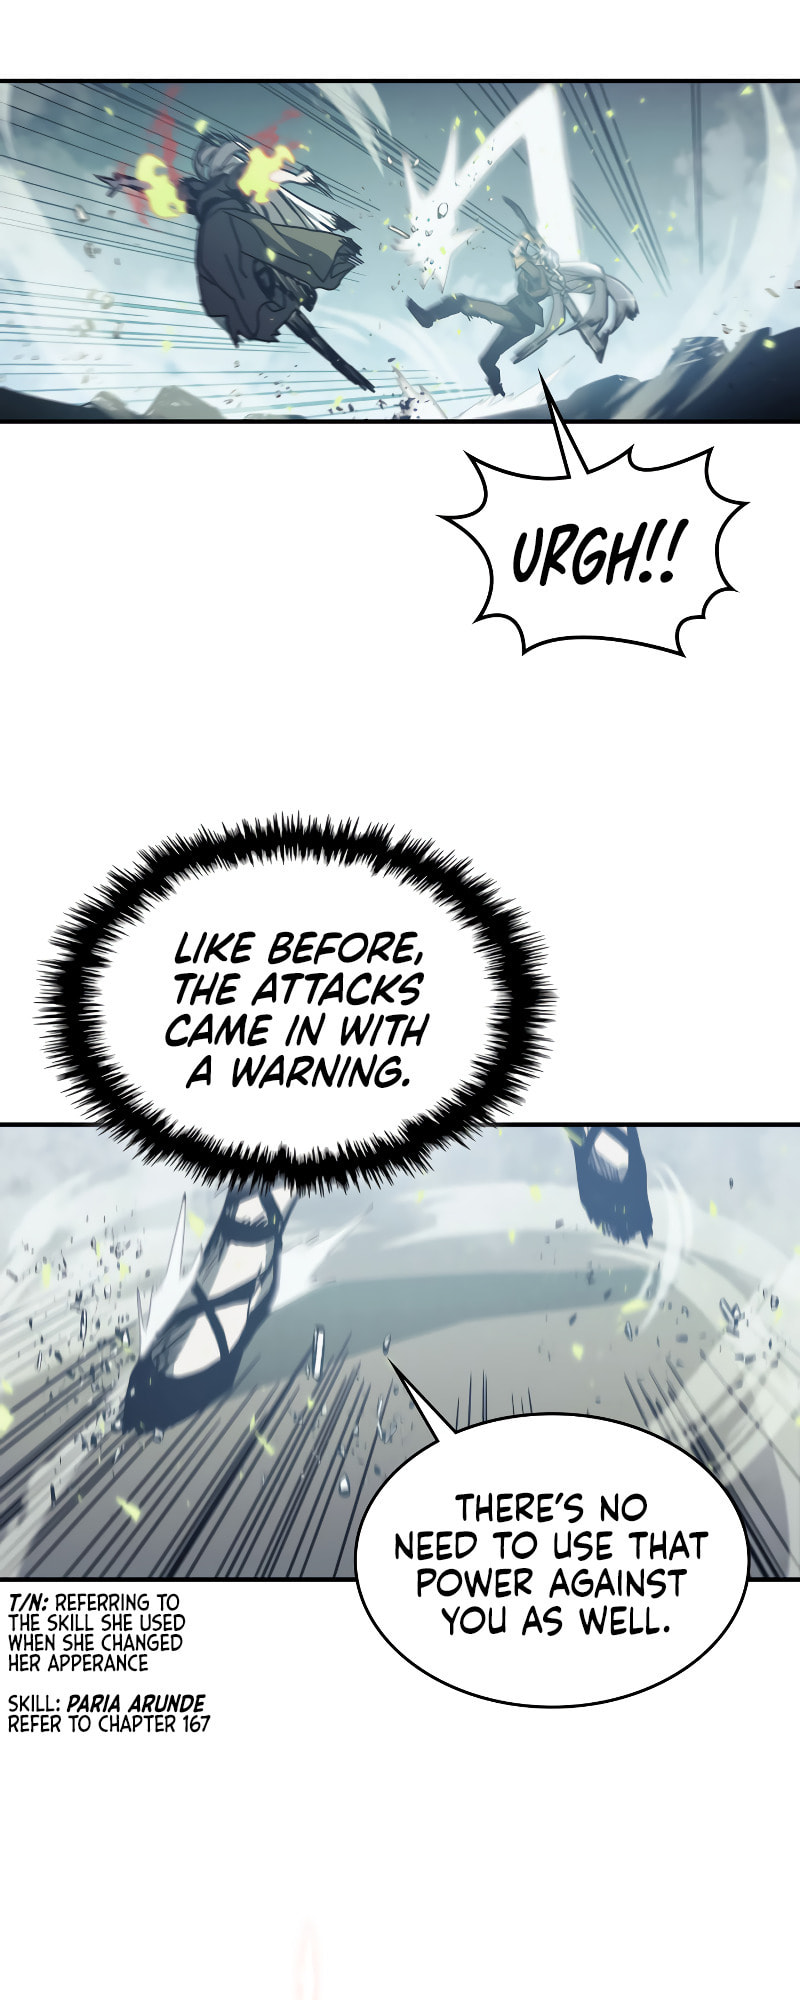 URGH!!
LIKE BEFORE,
THE ATTACKS
CAME IN WITH
A WARNING.
THERE'S NO
NEED TO USE THAT
POWER AGAINST
YOU AS WELL.
T/N: REFERRING TO
THE SKILL SHE USED
WHEN SHE CHANGED
HER APPERANCE
SKILL: PARIA ARUNDE
REFER TO CHAPTER 167